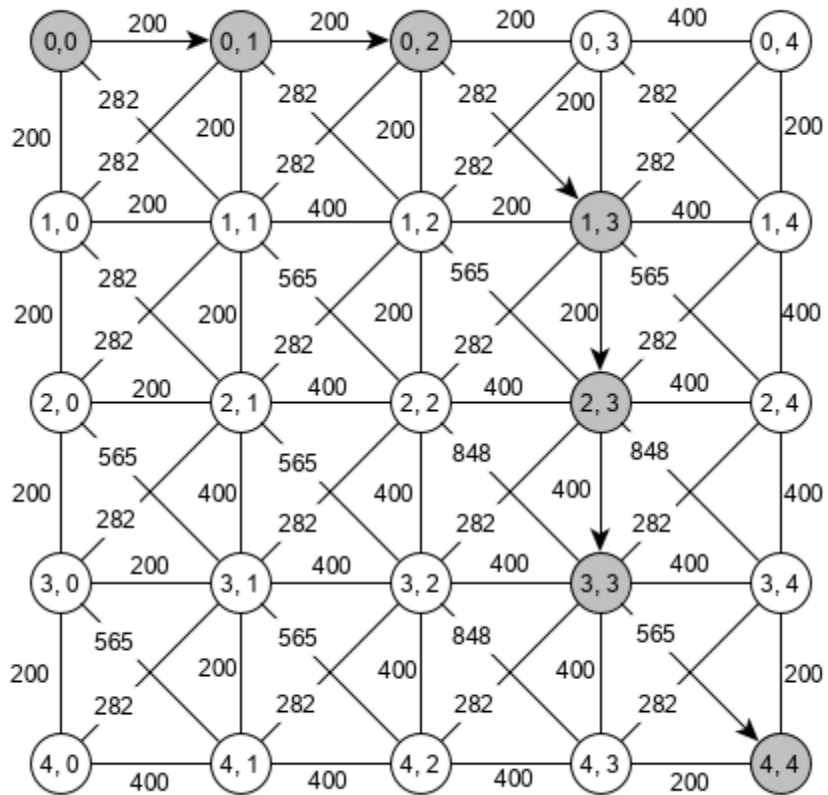 200 200 200 400
0,0 0, 1 0, 2 0, 3 0, 4
282 282 282 200 282
200 200 200 200
282 282 282 282
200 400 200 400
1, 0 1, 1 1, 2 1, 3 1, 4
282 565 565 565
200 200 200 200 400
282 282 282 282
200 400 400 400
2, 0 2, 1 2, 2 2, 3 2, 4
565 565 848 848
200 400 400 400 400
282 282 282 282
200 400 400 400
3, 0 3, 1 3, 2 3, 3 3, 4
565 565 848 565
200 200 400 400 200
282 282 282 282
4, 0 4, 1 4, 2 4, 3 4, 4
400 400 400 200